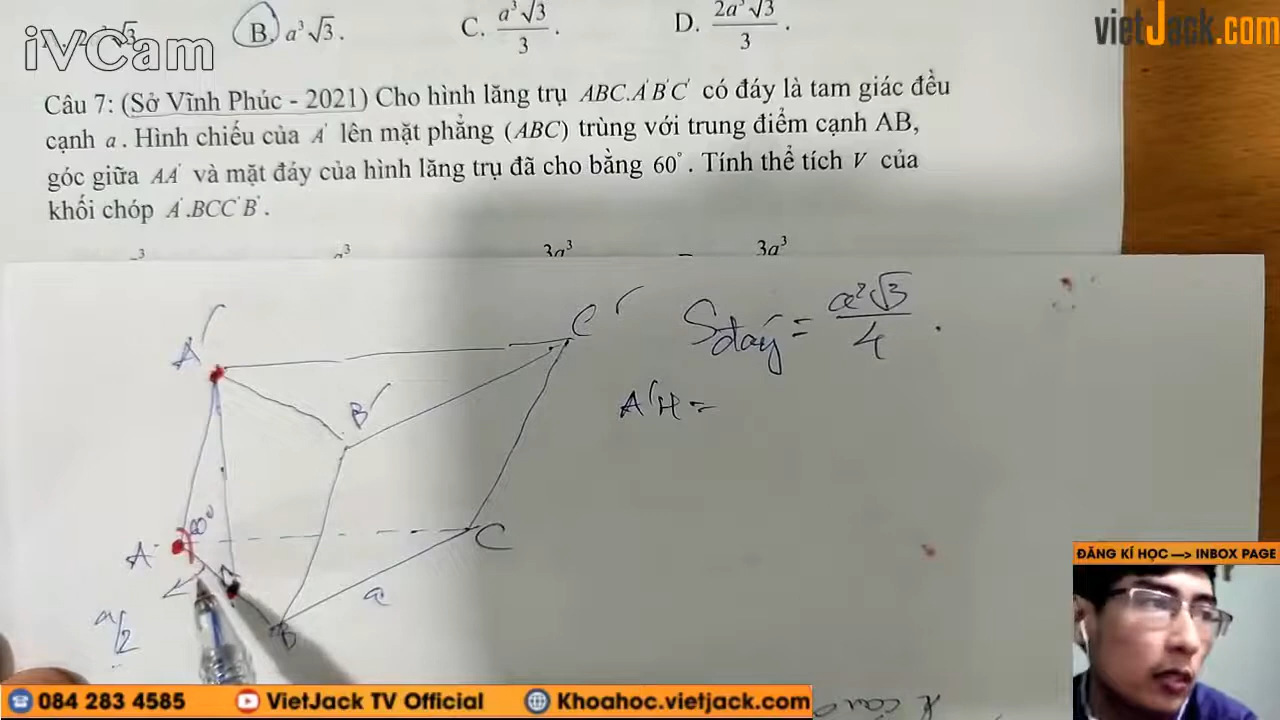 B. a³√3.
C. a³√3/3.
D. 2a³√3/3.
iVCam
vietJack.com
Câu 7: (Sở Vĩnh Phúc - 2021) Cho hình lăng trụ ABC.A'B'C' có đáy là tam giác đều
cạnh a. Hình chiếu của A' lên mặt phẳng (ABC) trùng với trung điểm cạnh AB,
góc giữa AA' và mặt đáy của hình lăng trụ đã cho bằng 60°. Tính thể tích V của
khối chóp A'.BCC'B'.
3a³
3a³
A'
C'
B'
Sđáy = a²√3/4.
A'H =
60°
A
C
a
a/2
B
ĐĂNG KÍ HỌC —> INBOX PAGE
084 283 4585
VietJack TV Official
Khoahoc.vietjack.com